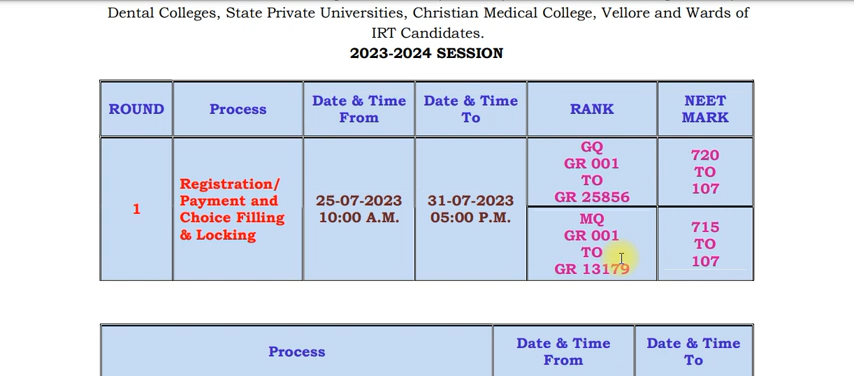 Dental Colleges, State Private Universities, Christian Medical College, Vellore and Wards of
IRT Candidates.
2023-2024 SESSION
ROUND
Process
Date & Time
From
Date & Time
To
RANK
NEET
MARK
1
Registration/
Payment and
Choice Filling
& Locking
25-07-2023
10:00 A.M.
31-07-2023
05:00 P.M.
GQ
GR 001
TO
GR 25856
720
TO
107
MQ
GR 001
TO
GR 13179
715
TO
107
Process
Date & Time
From
Date & Time
To